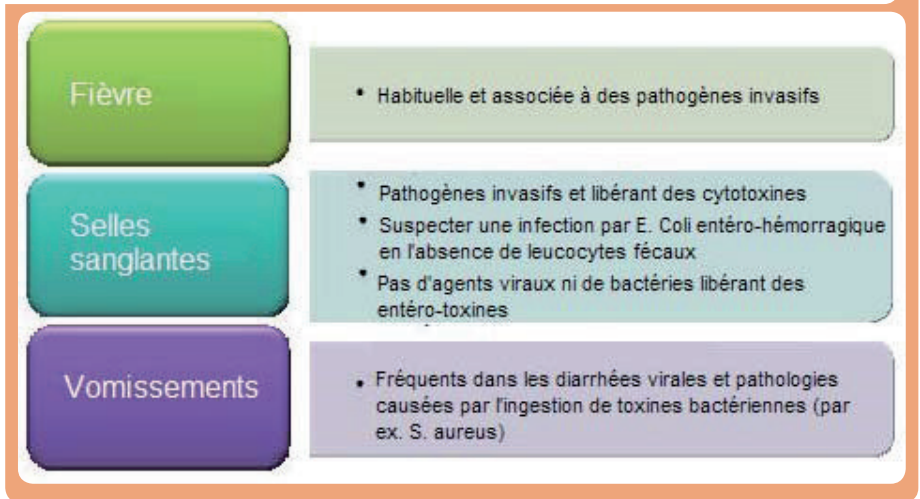 Fièvre
• Habituelle et associée à des pathogènes invasifs
Selles
sanglantes
• Pathogènes invasifs et libérant des cytotoxines
• Suspecter une infection par E. Coli entéro-hémorragique
en l'absence de leucocytes fécaux
• Pas d'agents viraux ni de bactéries libérant des
entéro-toxines
Vomissements
• Fréquents dans les diarrhées virales et pathologies
causées par l'ingestion de toxines bactériennes (par
ex. S. aureus)